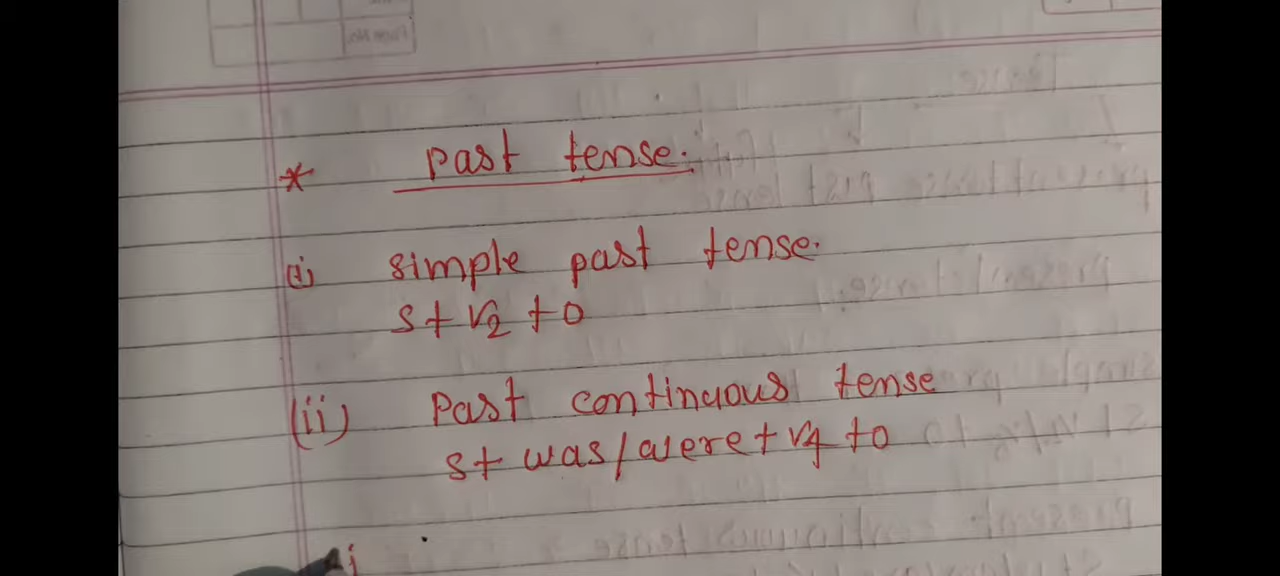 * past tense.
(i) simple past tense.
s + v2 + o
(ii) Past continuous tense
s + was/were + v4 + o